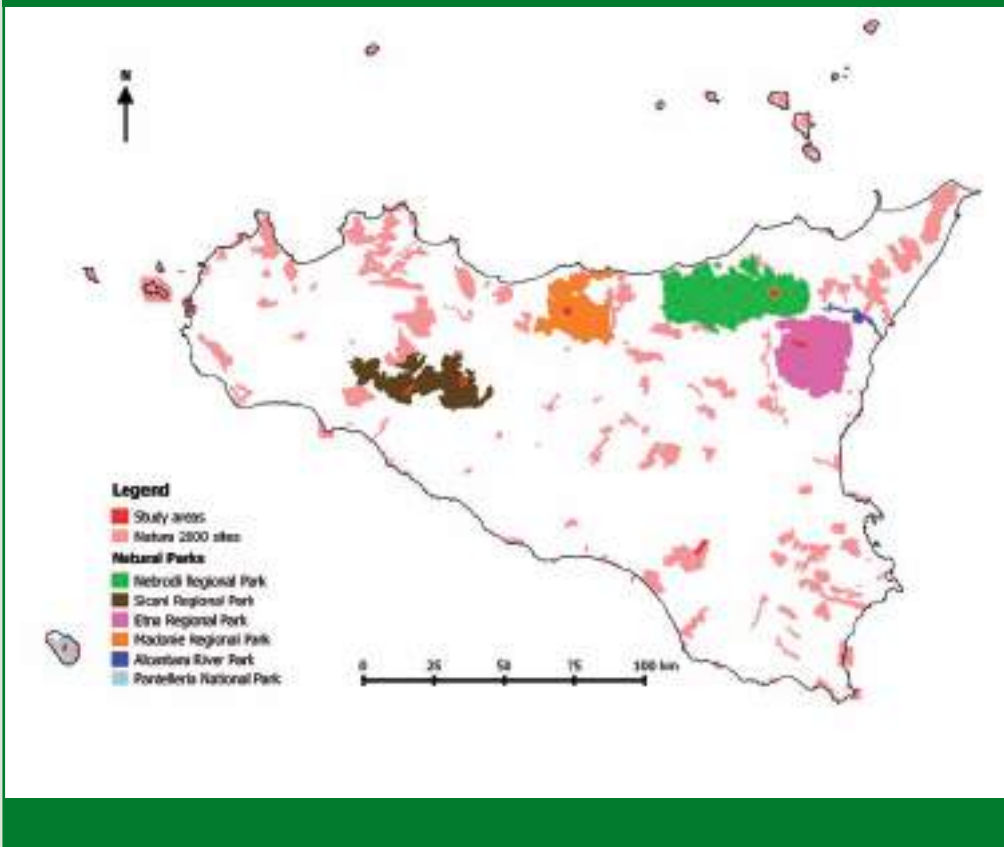 N
Legend
Study areas
Natura 2000 sites
Natural Parks
Nebrodi Regional Park
Sicani Regional Park
Etna Regional Park
Madonie Regional Park
Alcantara River Park
Pantelleria National Park
0 25 50 75 100 km